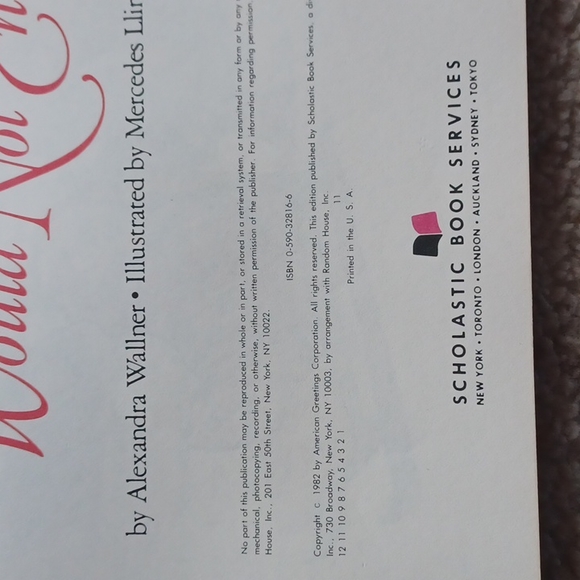 Would Not
by Alexandra Wallner • Illustrated by Mercedes
No part of this publication may be reproduced in whole or in part, or stored in a retrieval system, or transmitted in any form or by any
mechanical, photocopying, recording, or otherwise, without written permission of the publisher. For information regarding permission,
House, Inc., 201 East 50th Street, New York, NY 10022.
ISBN 0-590-32816-6
Copyright c 1982 by American Greetings Corporation. All rights reserved. This edition published by Scholastic Book Services, a
Inc., 730 Broadway, New York, NY 10003, by arrangement with Random House, Inc.
12 11 10 9 8 7 6 5 4 3 2 1
11
Printed in the U. S. A.
SCHOLASTIC BOOK SERVICES
NEW YORK • TORONTO • LONDON • AUCKLAND • SYDNEY • TOKYO